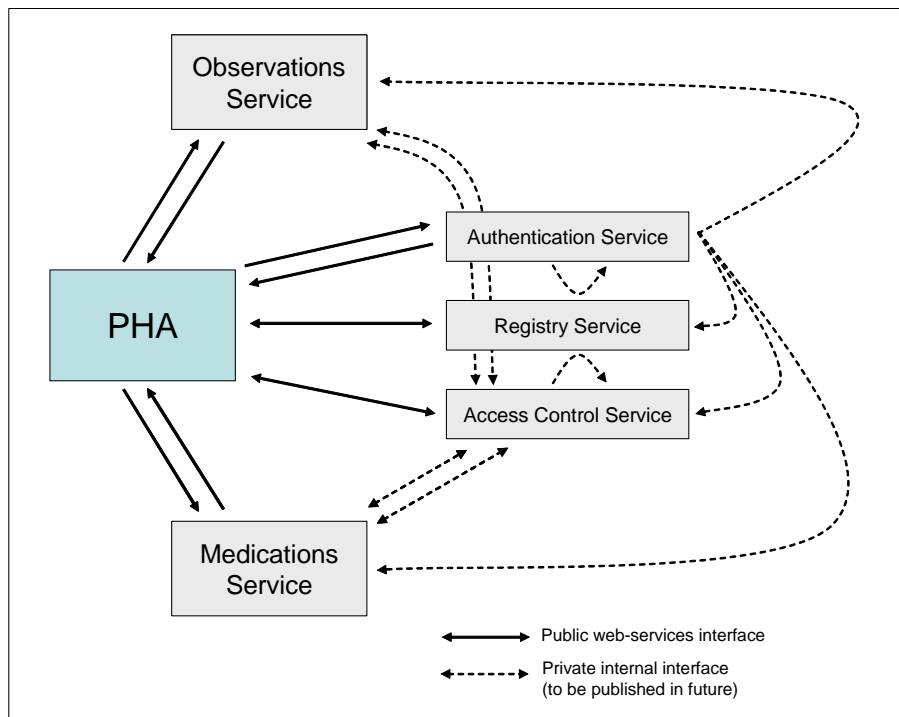 Observations
Service
Authentication Service
PHA
Registry Service
Access Control Service
Medications
Service
Public web-services interface
Private internal interface
(to be published in future)